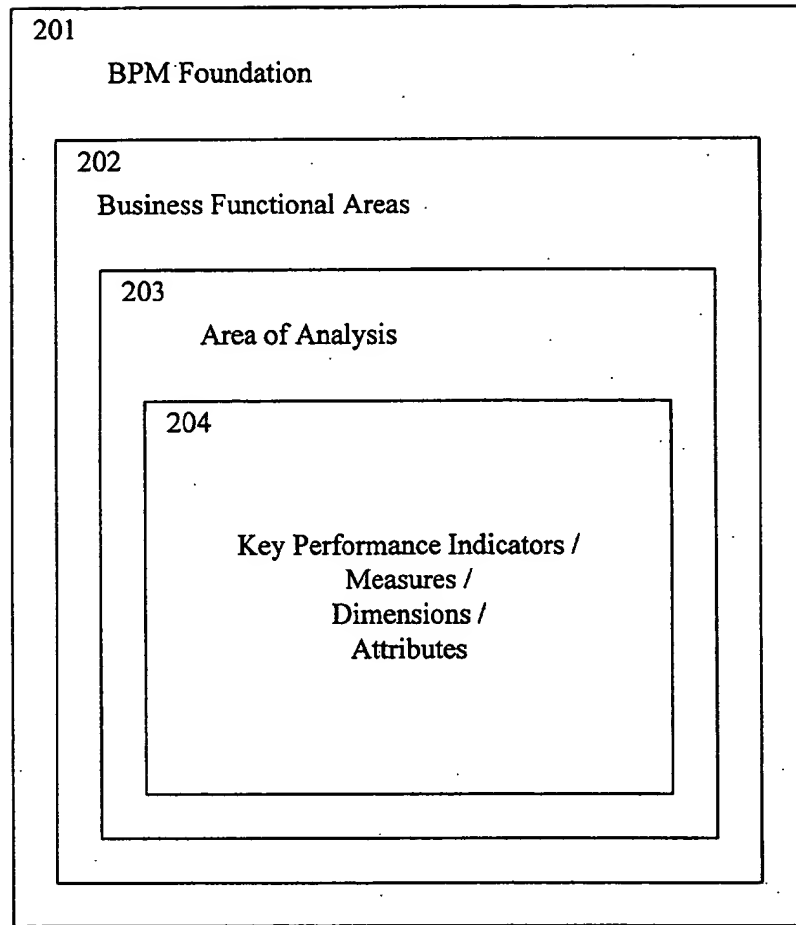 201
BPM Foundation
202
Business Functional Areas
203
Area of Analysis
204
Key Performance Indicators /
Measures /
Dimensions /
Attributes